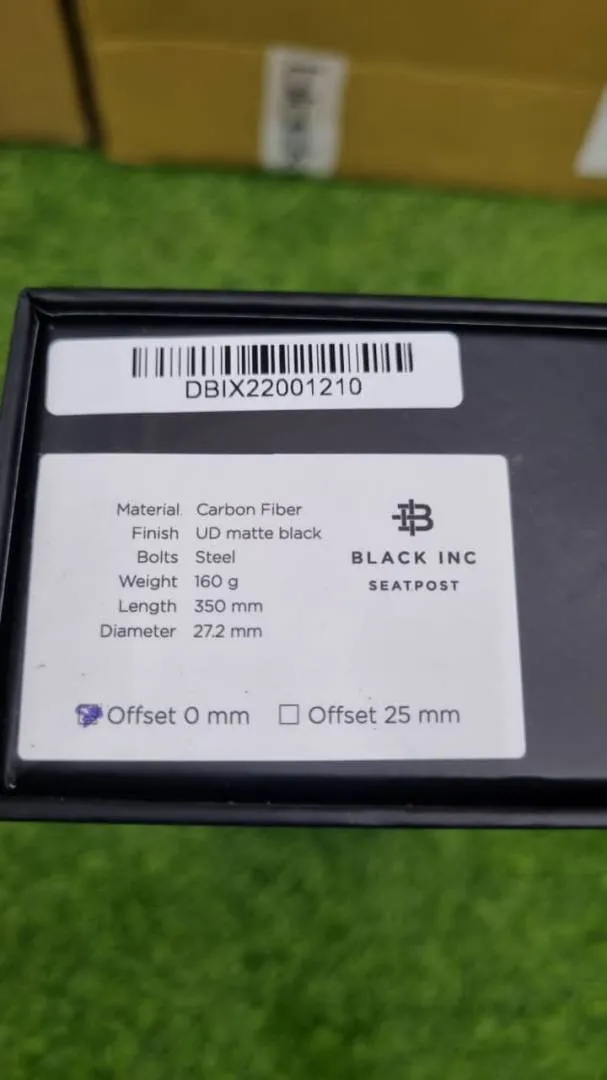 DBIX22001210
Material Carbon Fiber
Finish UD matte black
Bolts Steel
Weight 160 g
Length 350 mm
Diameter 27.2 mm
BLACK INC
SEATPOST
Offset 0 mm Offset 25 mm